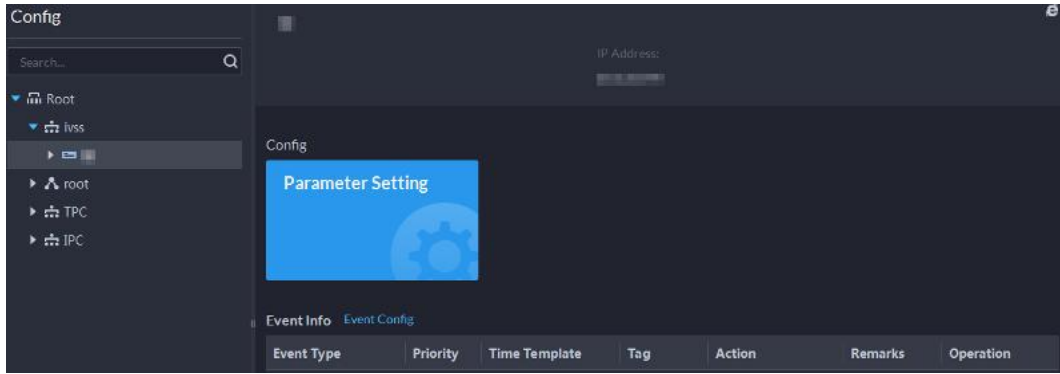 Config
Search...
Root
ivss
root
TPC
IPC
IP Address:
Config
Parameter Setting
Event Info Event Config
Event Type Priority Time Template Tag Action Remarks Operation